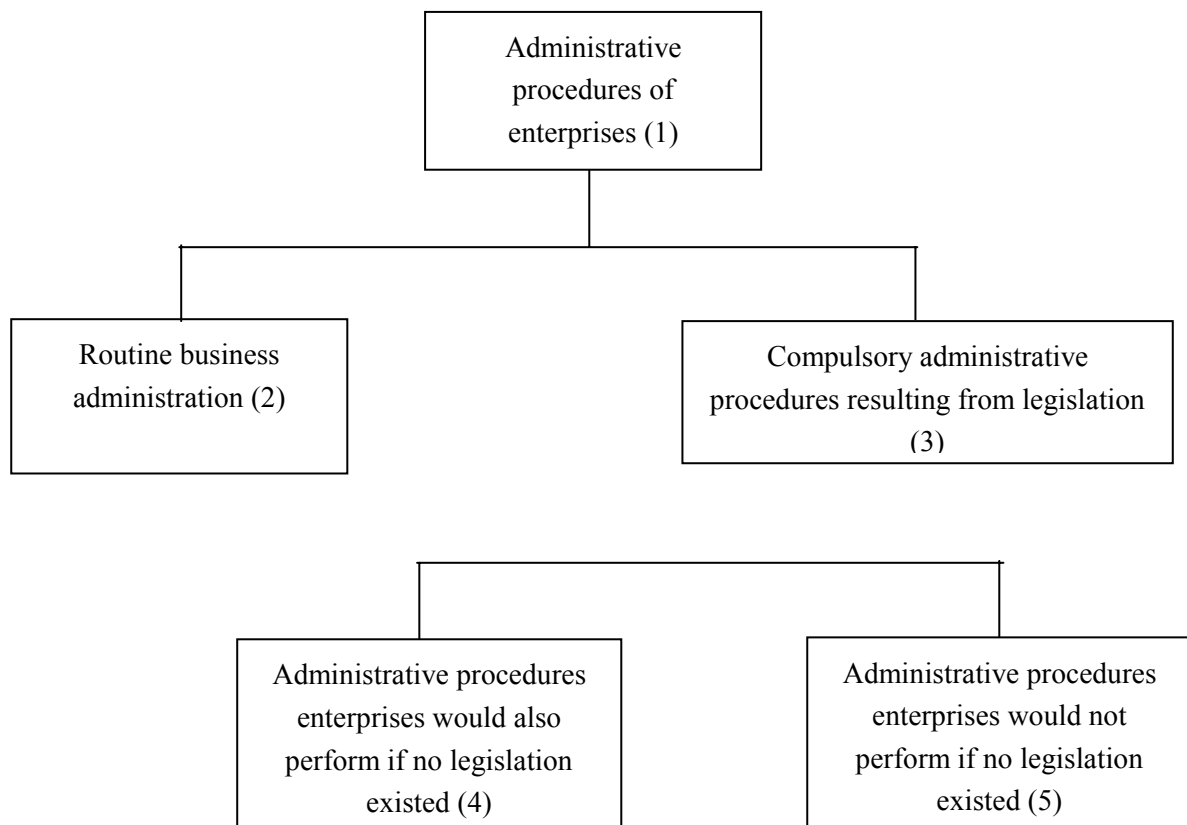 Administrative
procedures of
enterprises (1)
Routine business
administration (2)
Compulsory administrative
procedures resulting from legislation
(3)
Administrative procedures
enterprises would also
perform if no legislation
existed (4)
Administrative procedures
enterprises would not
perform if no legislation
existed (5)